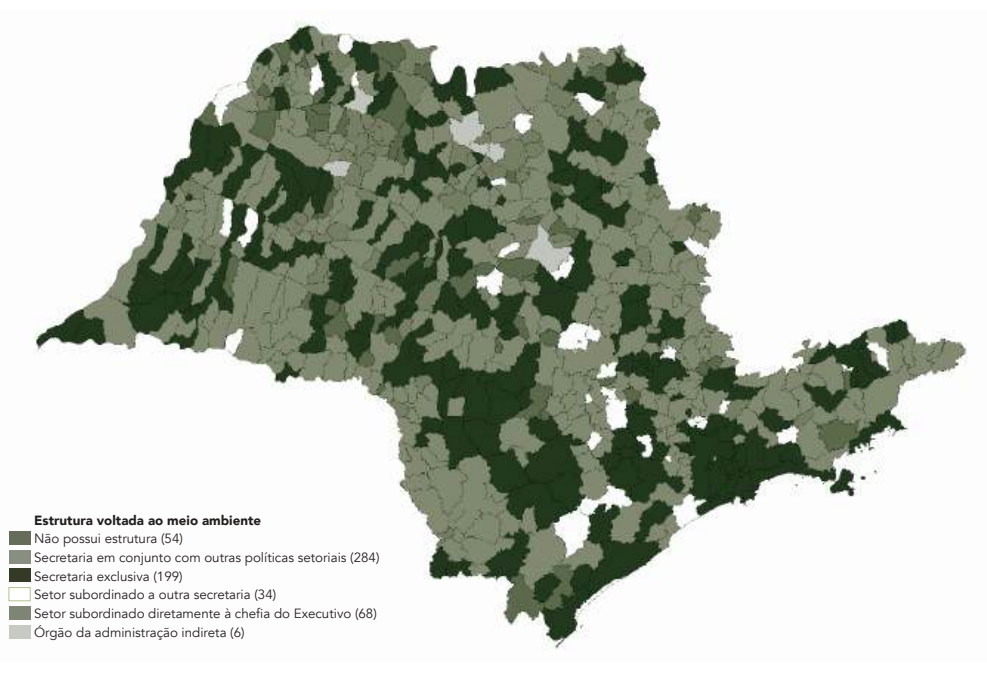 Estrutura voltada ao meio ambiente
Não possui estrutura (54)
Secretaria em conjunto com outras políticas setoriais (284)
Secretaria exclusiva (199)
Setor subordinado a outra secretaria (34)
Setor subordinado diretamente à chefia do Executivo (68)
Órgão da administração indireta (6)